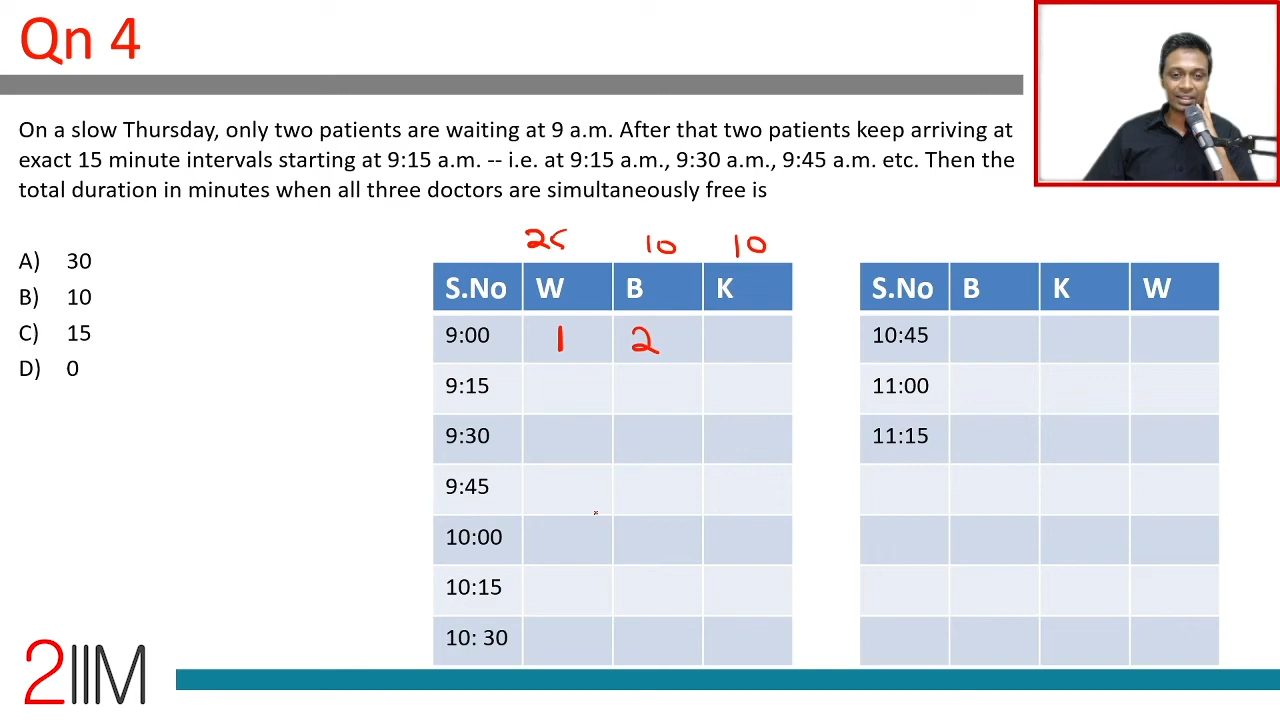 Qn 4
On a slow Thursday, only two patients are waiting at 9 a.m. After that two patients keep arriving at
exact 15 minute intervals starting at 9:15 a.m. -- i.e. at 9:15 a.m., 9:30 a.m., 9:45 a.m. etc. Then the
total duration in minutes when all three doctors are simultaneously free is
A) 30
B) 10
C) 15
D) 0
10 10
S.No W B K
9:00 1 2
9:15
9:30
9:45
10:00
10:15
10: 30
S.No B K W
10:45
11:00
11:15
2IIM